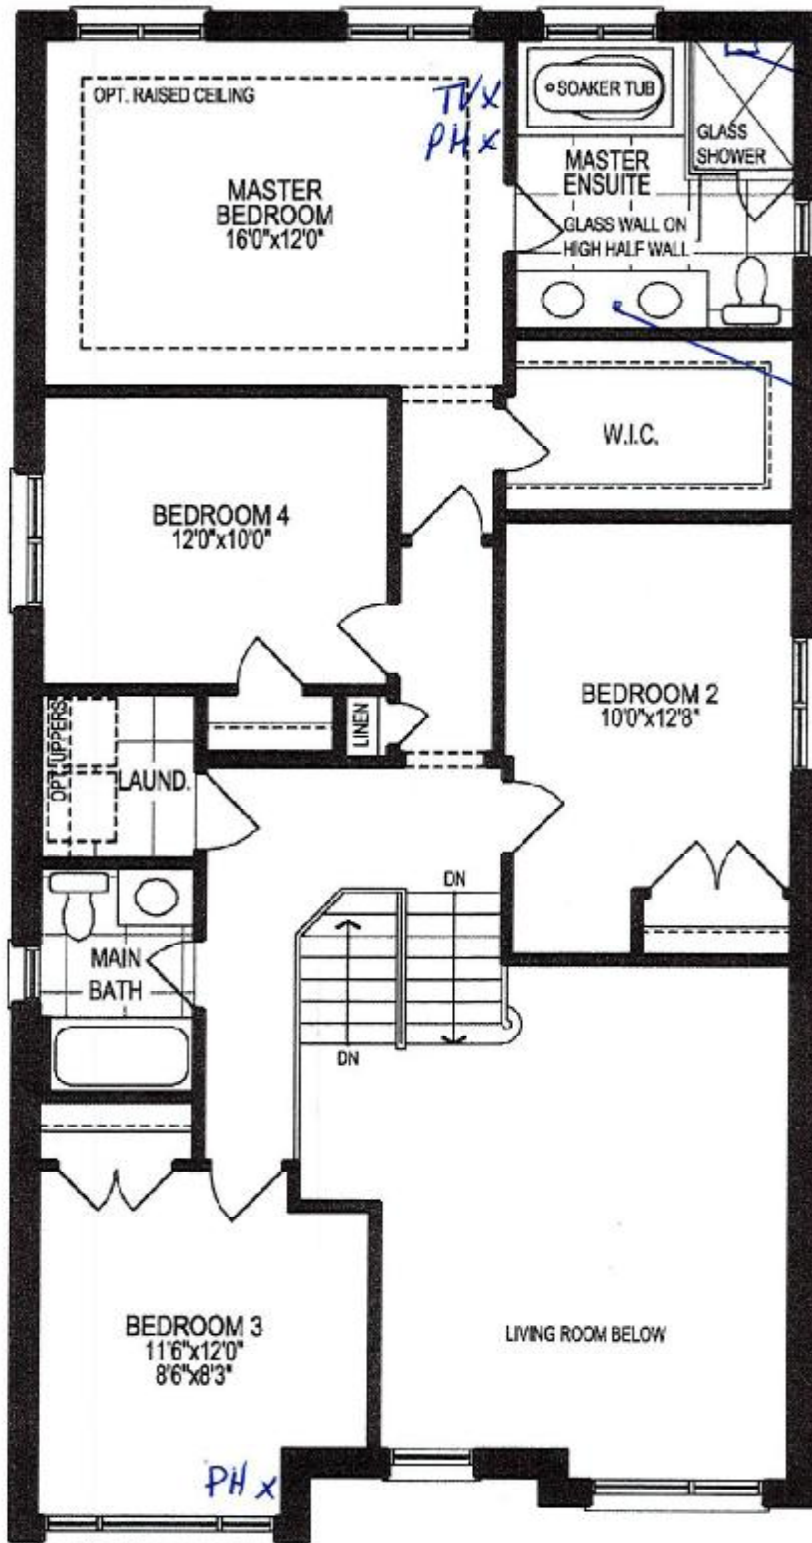 OPT. RAISED CEILING
TV x
PH x
SOAKER TUB
GLASS
SHOWER
MASTER
BEDROOM
16'0"x12'0"
MASTER
ENSUITE
GLASS WALL ON
HIGH HALF WALL
W.I.C.
BEDROOM 4
12'0"x10'0"
BEDROOM 2
10'0"x12'8"
OPT. UPPERS
LAUND.
LINEN
DN
MAIN
BATH
DN
BEDROOM 3
11'6"x12'0"
8'6"x8'3"
LIVING ROOM BELOW
PH x